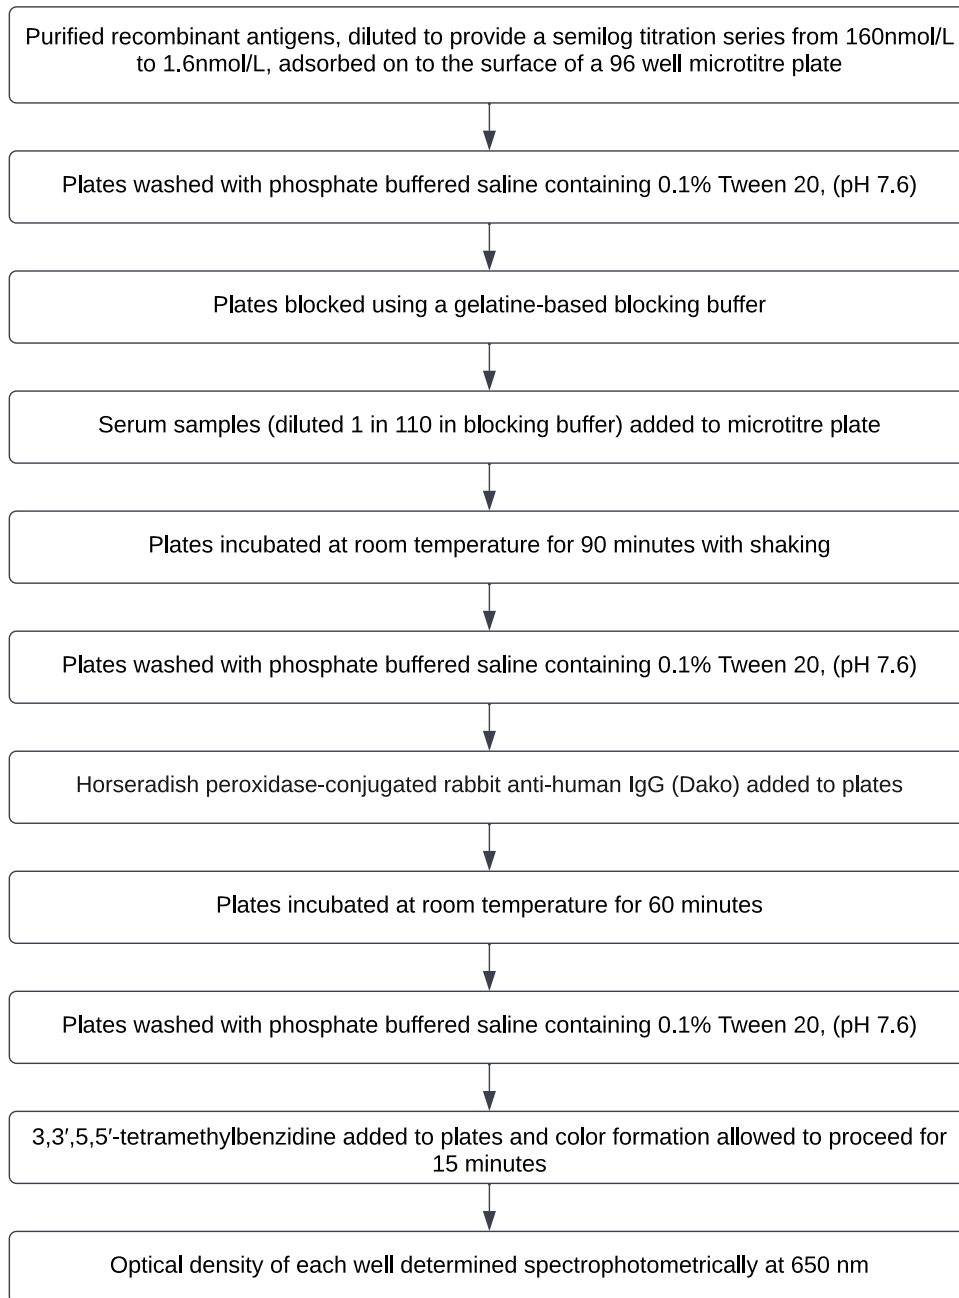 Purified recombinant antigens, diluted to provide a semilog titration series from 160nmol/L
to 1.6nmol/L, adsorbed on to the surface of a 96 well microtitre plate
Plates washed with phosphate buffered saline containing 0.1% Tween 20, (pH 7.6)
Plates blocked using a gelatine-based blocking buffer
Serum samples (diluted 1 in 110 in blocking buffer) added to microtitre plate
Plates incubated at room temperature for 90 minutes with shaking
Plates washed with phosphate buffered saline containing 0.1% Tween 20, (pH 7.6)
Horseradish peroxidase-conjugated rabbit anti-human IgG (Dako) added to plates
Plates incubated at room temperature for 60 minutes
Plates washed with phosphate buffered saline containing 0.1% Tween 20, (pH 7.6)
3,3′,5,5′-tetramethylbenzidine added to plates and color formation allowed to proceed for
15 minutes
Optical density of each well determined spectrophotometrically at 650 nm